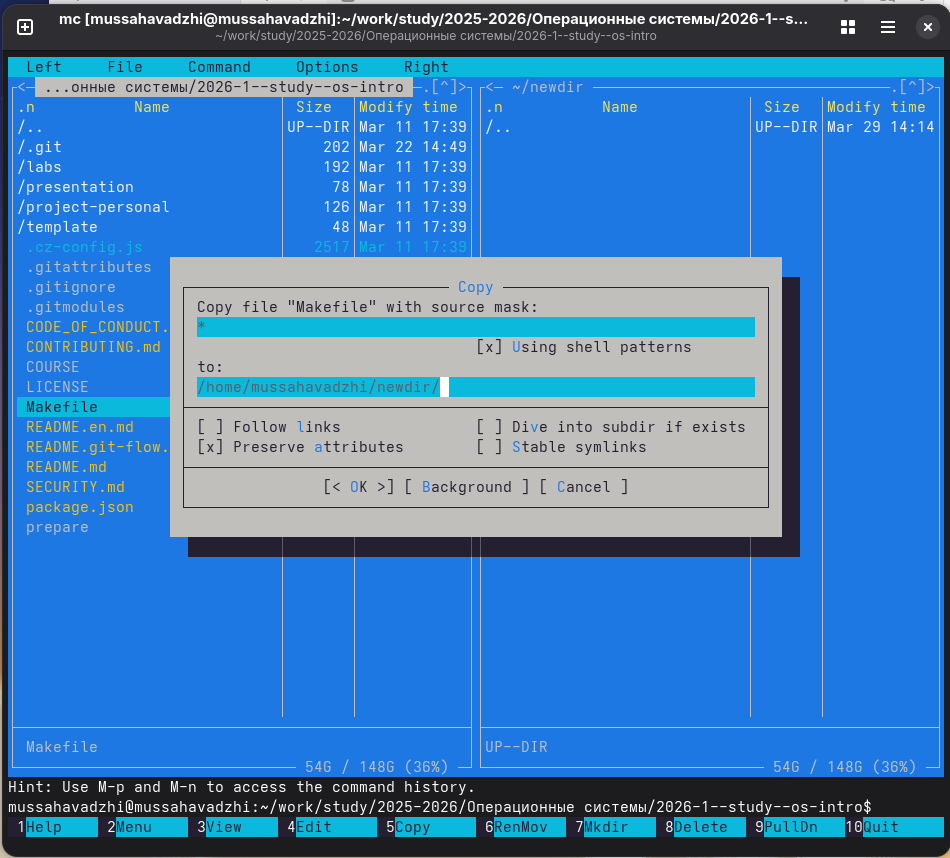 mc [mussahavadzhi@mussahavadzhi]:~/work/study/2025-2026/Операционные системы/2026-1--s...
~/work/study/2025-2026/Операционные системы/2026-1--study--os-intro
Left File Command Options Right
<─ ...онные системы/2026-1--study--os-intro ─.[^]>
<─ ~/newdir ─.[^]>
.n Name Size Modify time
.n Name Size Modify time
/.. UP--DIR Mar 11 17:39
/.. UP--DIR Mar 29 14:14
/.git 202 Mar 22 14:49
/labs 192 Mar 11 17:39
/presentation 78 Mar 11 17:39
/project-personal 126 Mar 11 17:39
/template 48 Mar 11 17:39
.cz-config.js 2517 Mar 11 17:39
.gitattributes
.gitignore
.gitmodules
CODE_OF_CONDUCT.
CONTRIBUTING.md
COURSE
LICENSE
Makefile
README.en.md
README.git-flow.
README.md
SECURITY.md
package.json
prepare
Copy
Copy file "Makefile" with source mask:
*
[x] Using shell patterns
to:
/home/mussahavadzhi/newdir/
[ ] Follow links [ ] Dive into subdir if exists
[x] Preserve attributes [ ] Stable symlinks
[< OK >] [ Background ] [ Cancel ]
Makefile
UP--DIR
54G / 148G (36%)
54G / 148G (36%)
Hint: Use M-p and M-n to access the command history.
mussahavadzhi@mussahavadzhi:~/work/study/2025-2026/Операционные системы/2026-1--study--os-intro$
1Help 2Menu 3View 4Edit 5Copy 6RenMov 7Mkdir 8Delete 9PullDn 10Quit